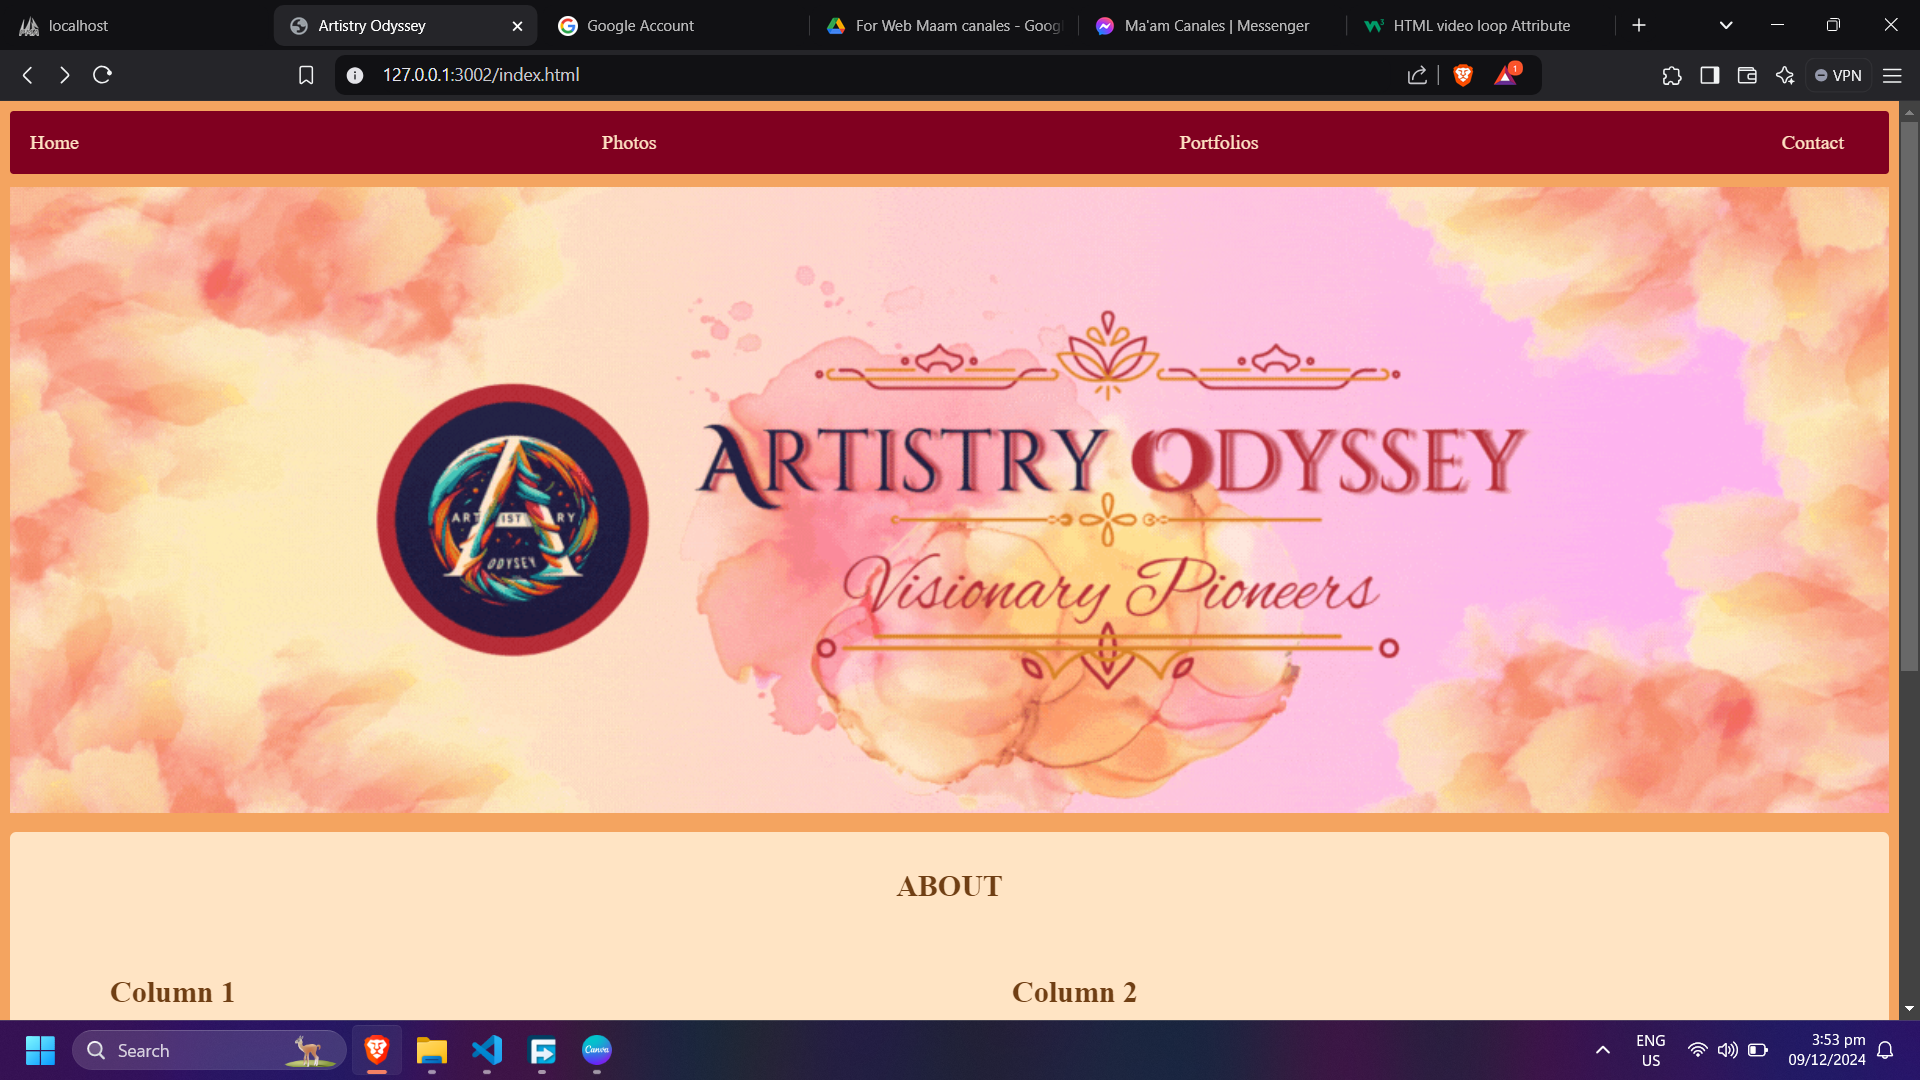 localhost
Artistry Odyssey
Google Account
For Web Maam canales - Goog
Ma'am Canales | Messenger
HTML video loop Attribute
127.0.0.1:3002/index.html
1
VPN
Home
Photos
Portfolios
Contact
ARTISTRY
ODYSEY
ARTISTRY ODYSSEY
Visionary Pioneers
ABOUT
Column 1
Column 2
Search
Canva
ENG
US
3:53 pm
09/12/2024